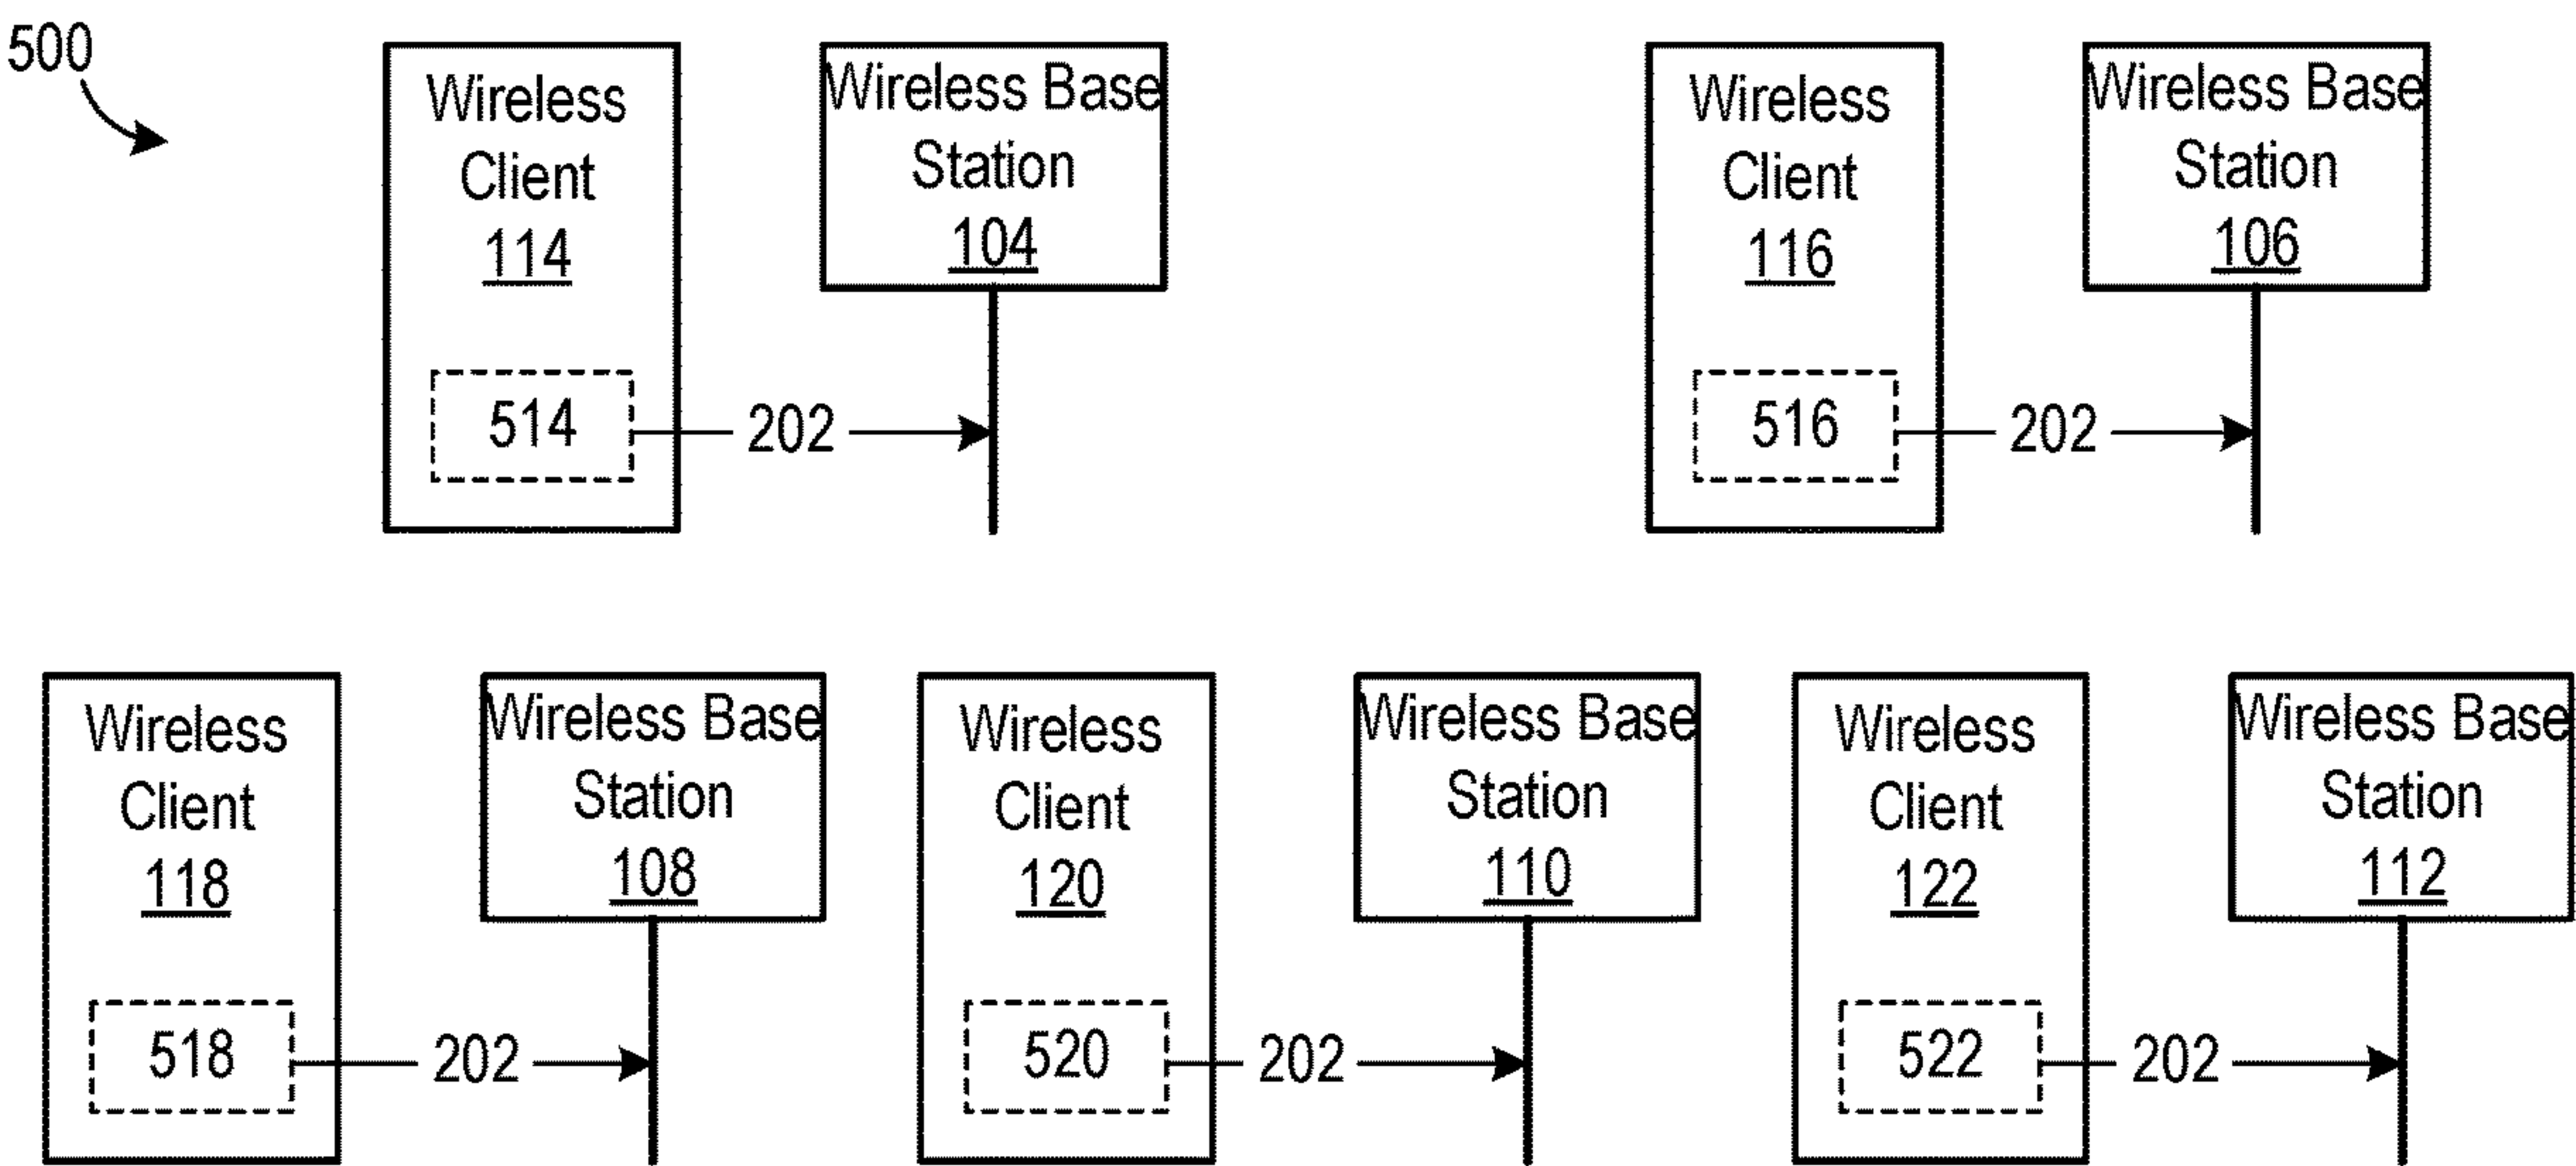 500
Wireless
Client
114
514
202
Wireless Base
Station
104
Wireless
Client
116
516
202
Wireless Base
Station
106
Wireless
Client
118
518
202
Wireless Base
Station
108
Wireless
Client
120
520
202
Wireless Base
Station
110
Wireless
Client
122
522
202
Wireless Base
Station
112